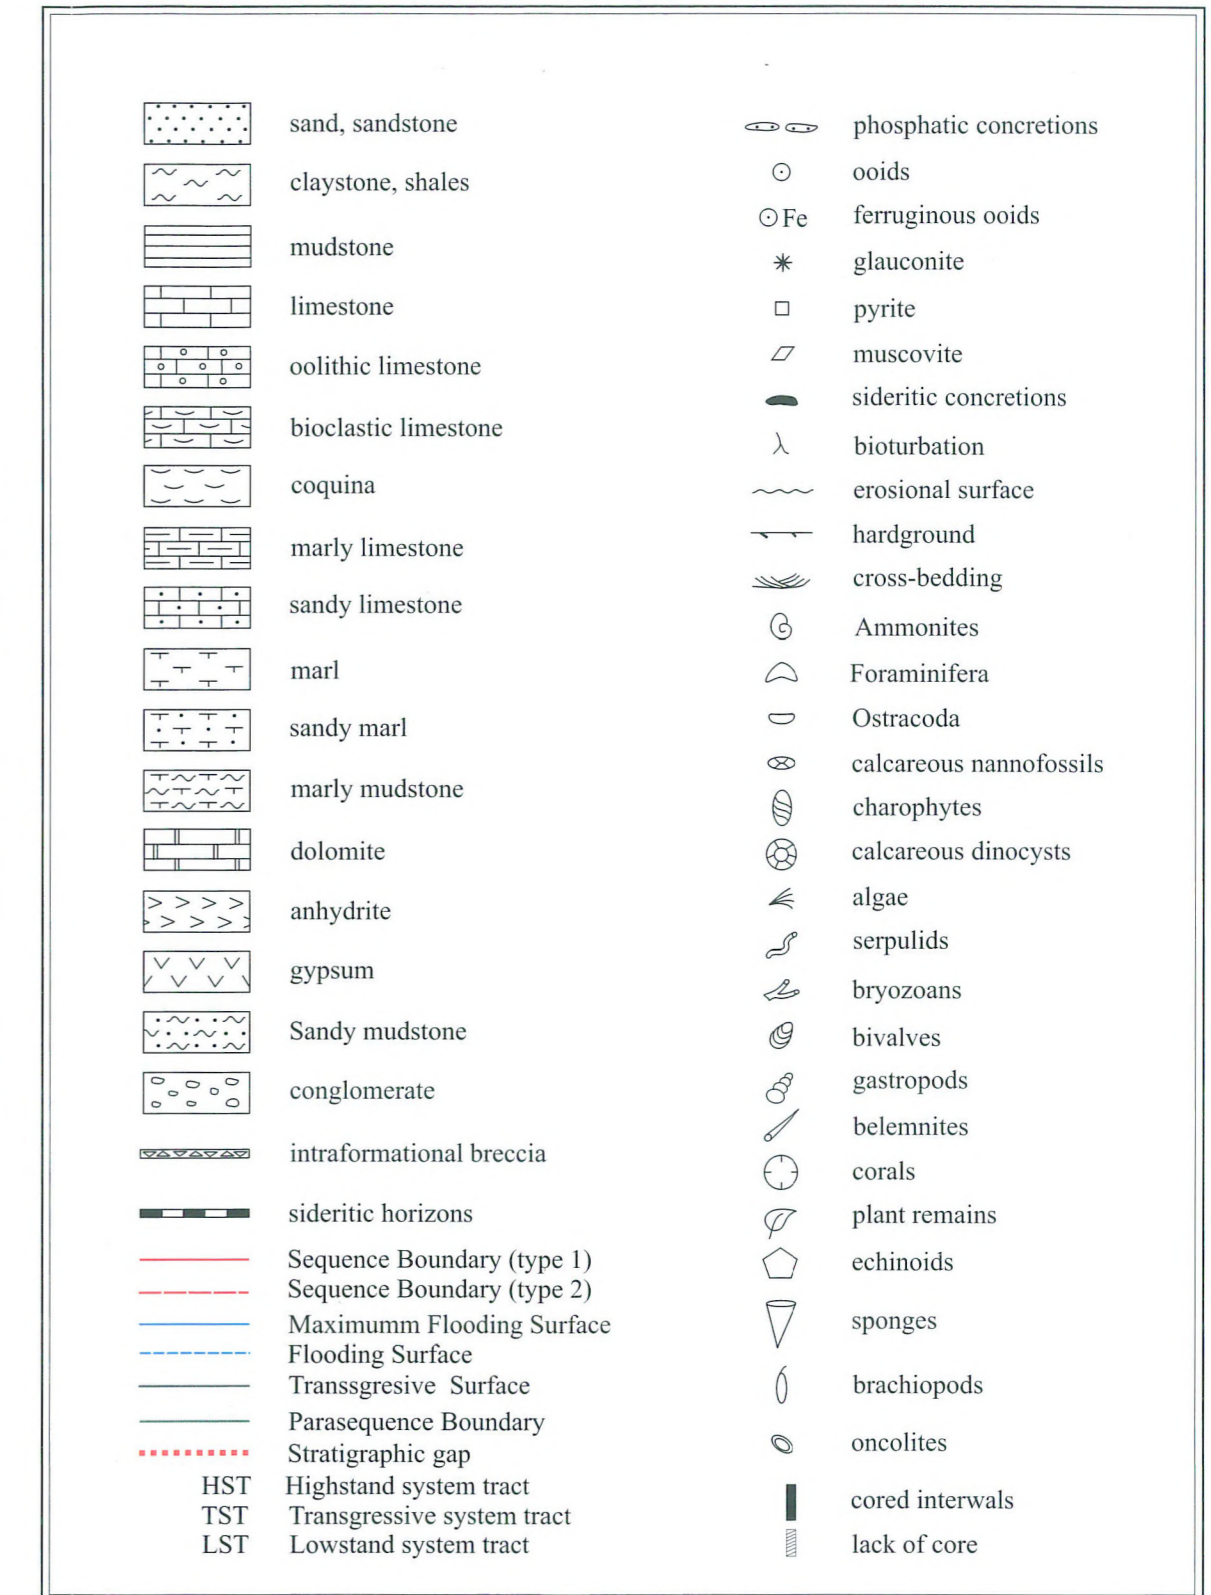 sand, sandstone
claystone, shales
mudstone
limestone
oolithic limestone
bioclastic limestone
coquina
marly limestone
sandy limestone
marl
sandy marl
marly mudstone
dolomite
anhydrite
gypsum
Sandy mudstone
conglomerate
intraformational breccia
sideritic horizons
Sequence Boundary (type 1)
Sequence Boundary (type 2)
Maximumm Flooding Surface
Flooding Surface
Transsgresive Surface
Parasequence Boundary
Stratigraphic gap
HST Highstand system tract
TST Transgressive system tract
LST Lowstand system tract
phosphatic concretions
ooids
Fe ferruginous ooids
glauconite
pyrite
muscovite
sideritic concretions
bioturbation
erosional surface
hardground
cross-bedding
Ammonites
Foraminifera
Ostracoda
calcareous nannofossils
charophytes
calcareous dinocysts
algae
serpulids
bryozoans
bivalves
gastropods
belemnites
corals
plant remains
echinoids
sponges
brachiopods
oncolites
cored interwals
lack of core